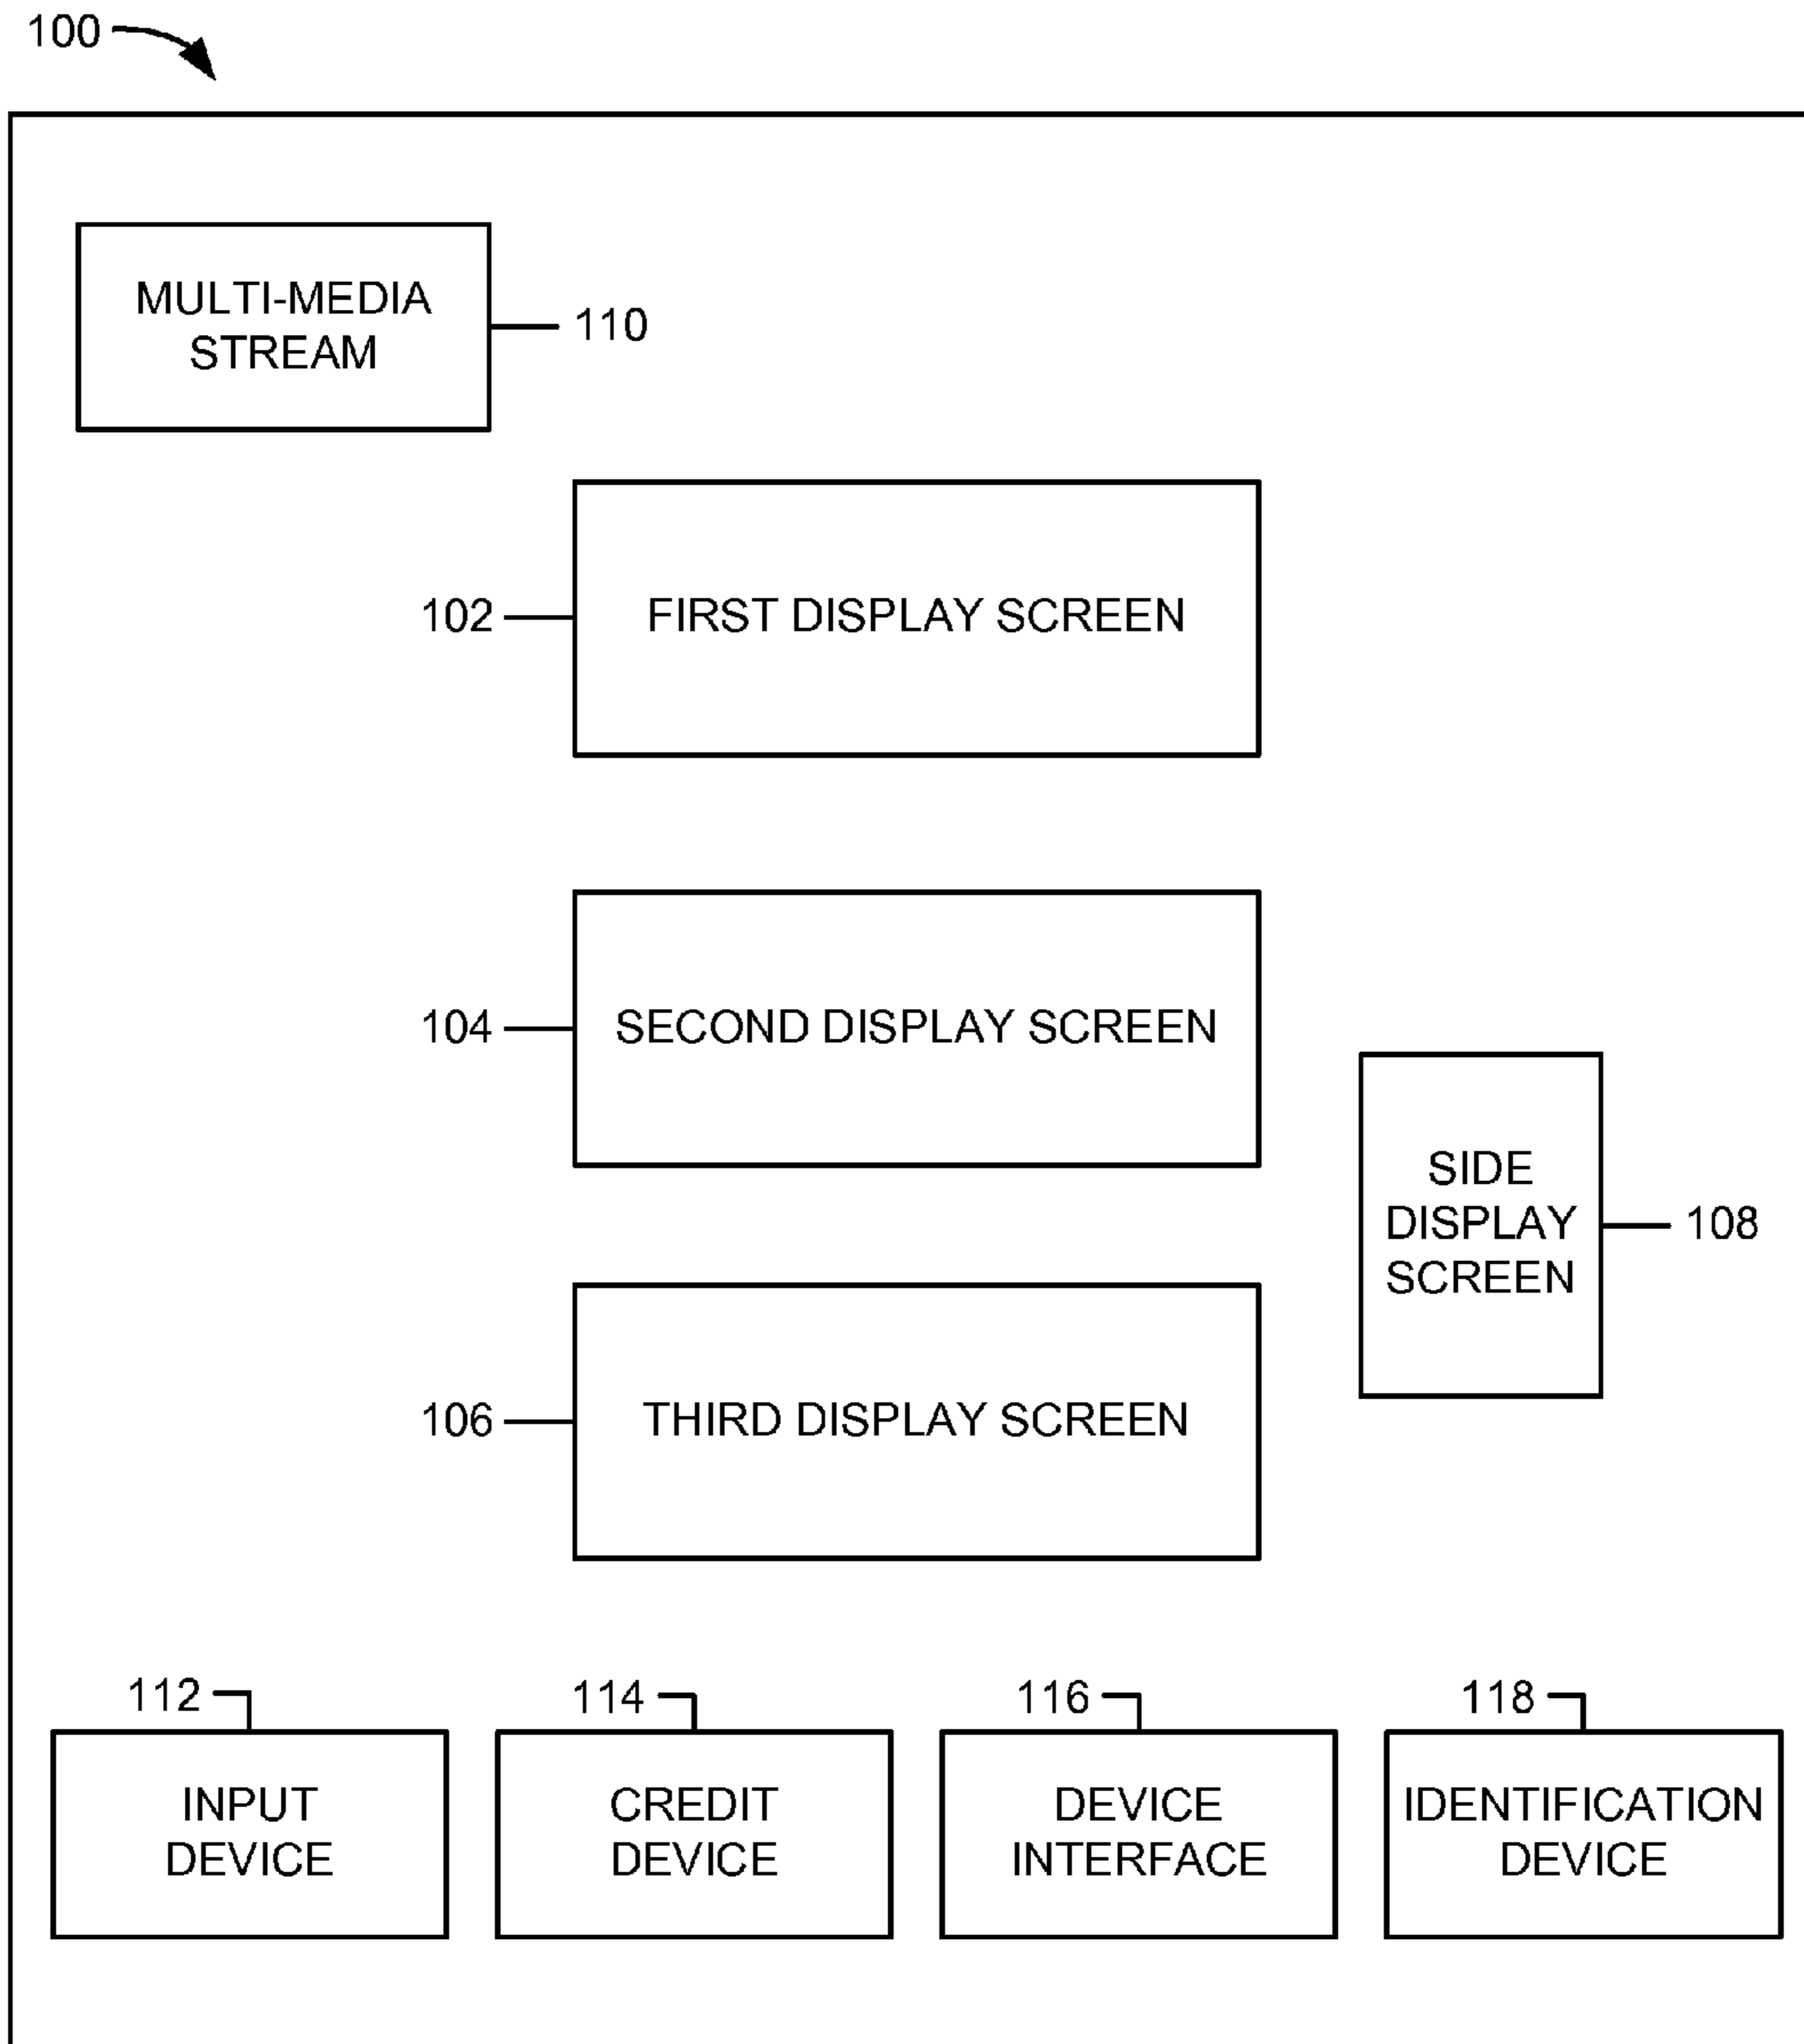 100
MULTI-MEDIA
STREAM
110
102
FIRST DISPLAY SCREEN
104
SECOND DISPLAY SCREEN
SIDE
DISPLAY
SCREEN
108
106
THIRD DISPLAY SCREEN
112
114
116
118
INPUT
DEVICE
CREDIT
DEVICE
DEVICE
INTERFACE
IDENTIFICATION
DEVICE